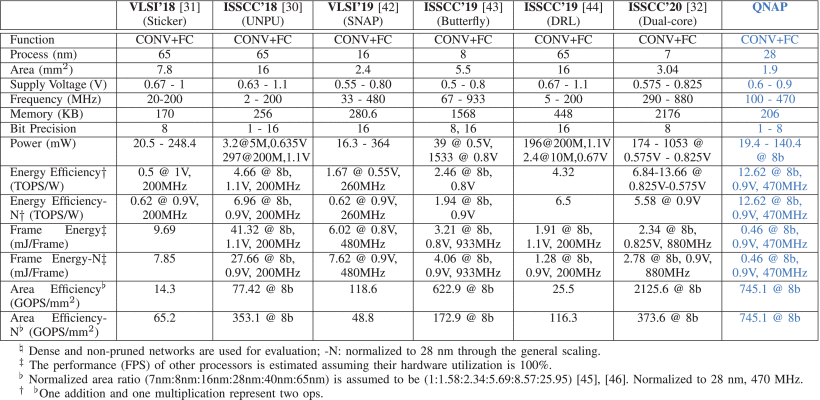 VLSI'18 [31] ISSCC'18 [30] VLSI'19 [42] ISSCC'19 [43] ISSCC'19 [44] ISSCC'20 [32] QNAP
(Sticker) (UNPU) (SNAP) (Butterfly) (DRL) (Dual-core)
Function CONV+FC CONV+FC CONV+FC CONV+FC CONV+FC CONV+FC CONV+FC
Process (nm) 65 65 16 8 65 7 28
Area (mm²) 7.8 16 2.4 5.5 16 3.04 1.9
Supply Voltage (V) 0.67 - 1 0.63 - 1.1 0.55 - 0.80 0.5 - 0.8 0.67 - 1.1 0.575 - 0.825 0.6 - 0.9
Frequency (MHz) 20-200 2 - 200 33 - 480 67 - 933 5 - 200 290 - 880 100 - 470
Memory (KB) 170 256 280.6 1568 448 2176 206
Bit Precision 8 1 - 16 16 8, 16 16 8 1 - 8
Power (mW) 20.5 - 248.4 3.2@5M,0.635V 16.3 - 364 39 @ 0.5V, 196@200M,1.1V 174 - 1053 @ 19.4 - 140.4
297@200M,1.1V 1533 @ 0.8V 2.4@10M,0.67V 0.575V - 0.825V @ 8b
Energy Efficiency† 0.5 @ 1V, 4.66 @ 8b, 1.67 @ 0.55V, 2.46 @ 8b, 4.32 6.84-13.66 @ 12.62 @ 8b,
(TOPS/W) 200MHz 1.1V, 200MHz 260MHz 0.8V 0.825V-0.575V 0.9V, 470MHz
Energy Efficiency- 0.62 @ 0.9V, 6.96 @ 8b, 0.62 @ 0.9V, 1.94 @ 8b, 6.5 5.58 @ 0.9V 12.62 @ 8b,
N† (TOPS/W) 200MHz 0.9V, 200MHz 260MHz 0.9V 0.9V, 470MHz
Frame Energy‡ 9.69 41.32 @ 8b, 6.02 @ 0.8V, 3.21 @ 8b, 1.91 @ 8b, 2.34 @ 8b, 0.46 @ 8b,
(mJ/Frame) 1.1V, 200MHz 480MHz 0.8V, 933MHz 1.1V, 200MHz 0.825V, 880MHz 0.9V, 470MHz
Frame Energy-N‡ 7.85 27.66 @ 8b, 7.62 @ 0.9V, 4.06 @ 8b, 1.28 @ 8b, 2.78 @ 8b, 0.9V, 0.46 @ 8b,
(mJ/Frame) 0.9V, 200MHz 480MHz 0.9V, 933MHz 0.9V, 200MHz 880MHz 0.9V, 470MHz
Area Efficiency♭ 14.3 77.42 @ 8b 118.6 622.9 @ 8b 25.5 2125.6 @ 8b 745.1 @ 8b
(GOPS/mm²)
Area Efficiency- 65.2 353.1 @ 8b 48.8 172.9 @ 8b 116.3 373.6 @ 8b 745.1 @ 8b
N♭ (GOPS/mm²)
♮ Dense and non-pruned networks are used for evaluation; -N: normalized to 28 nm through the general scaling.
‡ The performance (FPS) of other processors is estimated assuming their hardware utilization is 100%.
♭ Normalized area ratio (7nm:8nm:16nm:28nm:40nm:65nm) is assumed to be (1:1.58:2.34:5.69:8.57:25.95) [45], [46]. Normalized to 28 nm, 470 MHz.
† ♭One addition and one multiplication represent two ops.